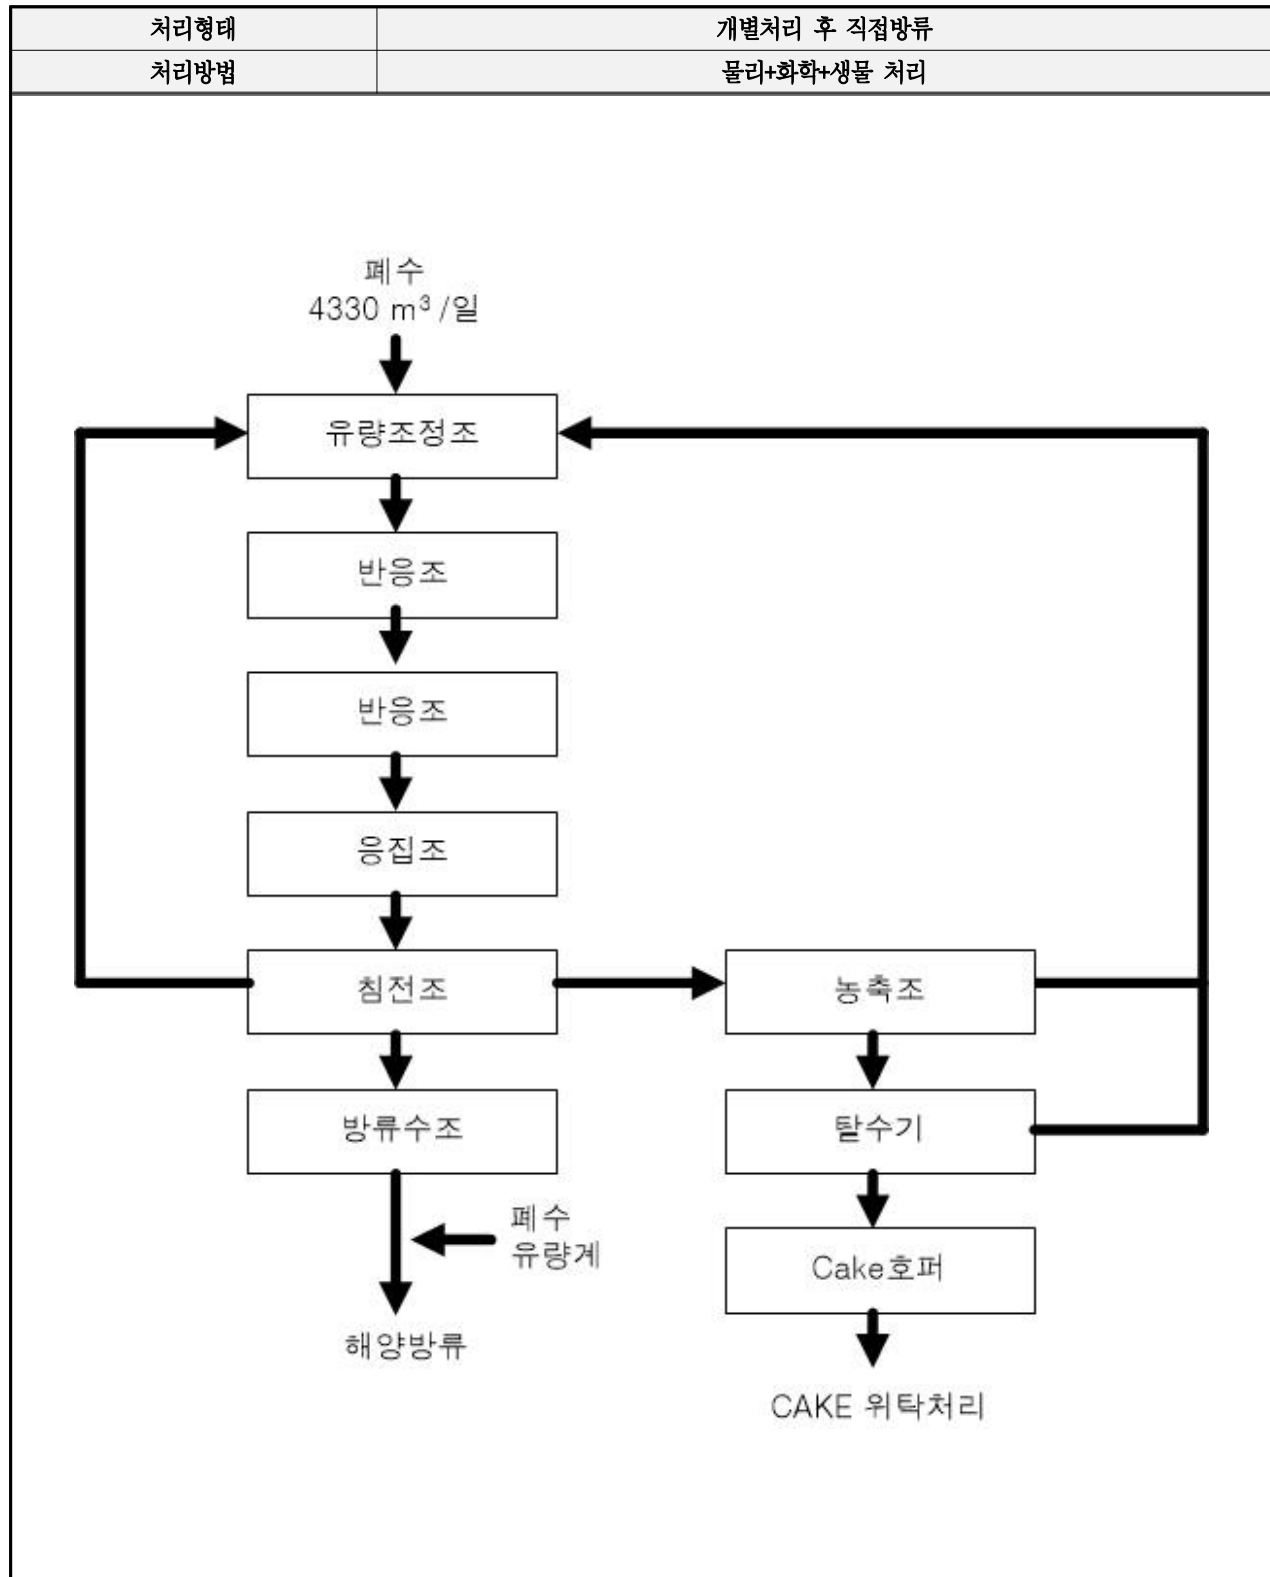 처리형태 개별처리 후 직접방류
처리방법 물리+화학+생물 처리
폐수
4330 m³ /일
유량조정조
반응조
반응조
응집조
침전조 농축조
방류수조 탈수기
폐수
유량계
Cake호퍼
해양방류
CAKE 위탁처리